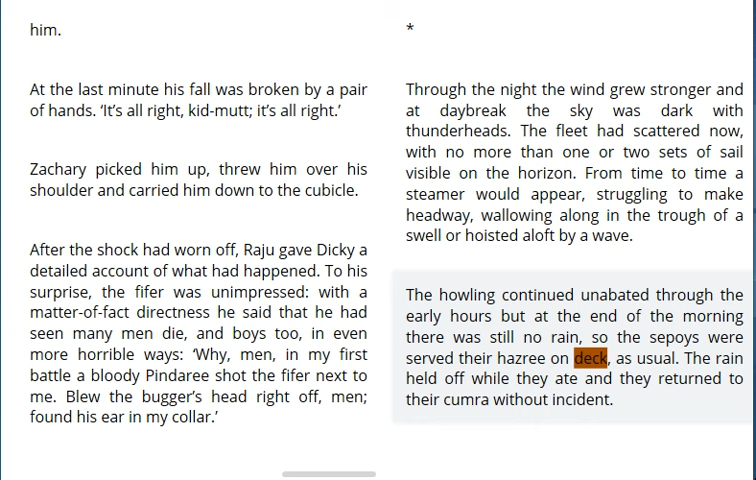 him.
At the last minute his fall was broken by a pair
of hands. ‘It’s all right, kid-mutt; it’s all right.’
Zachary picked him up, threw him over his
shoulder and carried him down to the cubicle.
After the shock had worn off, Raju gave Dicky a
detailed account of what had happened. To his
surprise, the fifer was unimpressed: with a
matter-of-fact directness he said that he had
seen many men die, and boys too, in even
more horrible ways: ‘Why, men, in my first
battle a bloody Pindaree shot the fifer next to
me. Blew the bugger’s head right off, men;
found his ear in my collar.’
*
Through the night the wind grew stronger and
at daybreak the sky was dark with
thunderheads. The fleet had scattered now,
with no more than one or two sets of sail
visible on the horizon. From time to time a
steamer would appear, struggling to make
headway, wallowing along in the trough of a
swell or hoisted aloft by a wave.
The howling continued unabated through the
early hours but at the end of the morning
there was still no rain, so the sepoys were
served their hazree on deck, as usual. The rain
held off while they ate and they returned to
their cumra without incident.